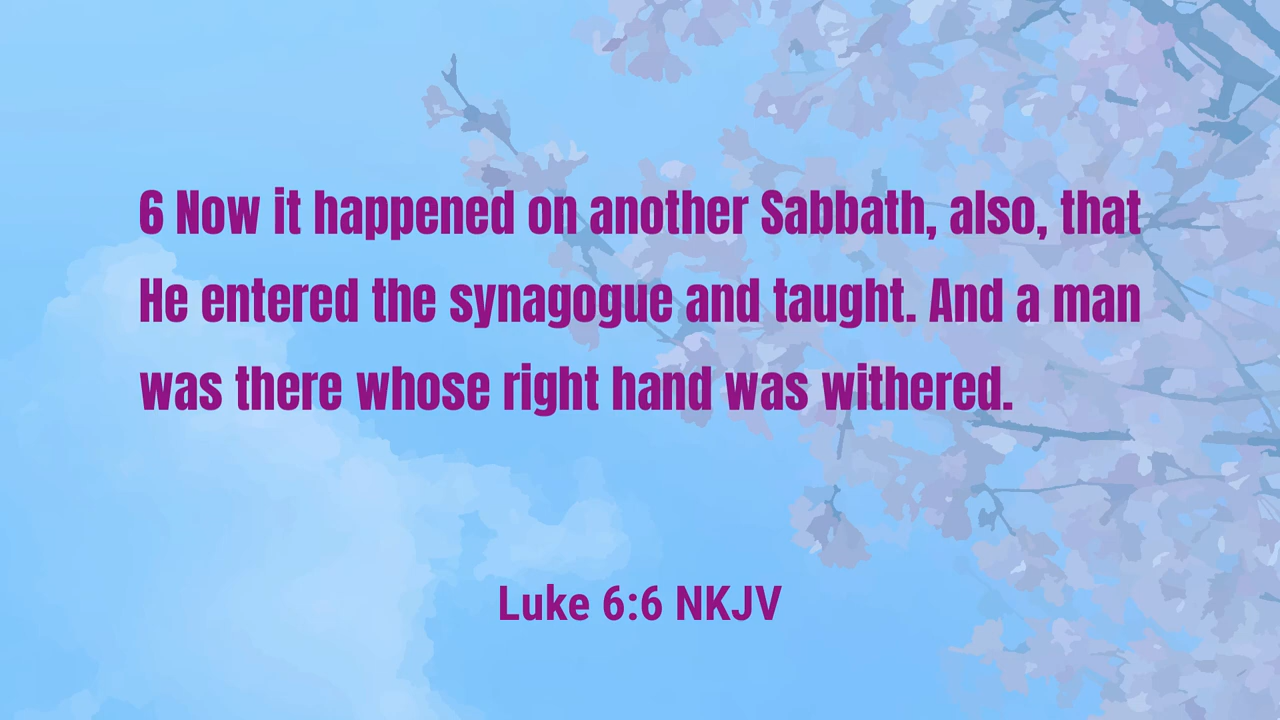 6 Now it happened on another Sabbath, also, that
He entered the synagogue and taught. And a man
was there whose right hand was withered.
Luke 6:6 NKJV